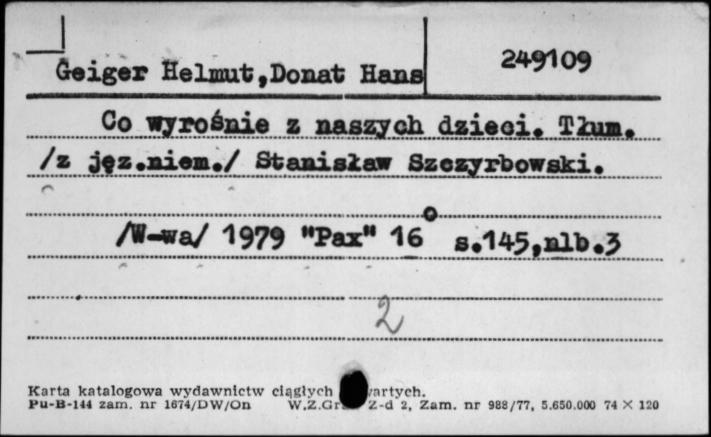 249109
Geiger Helmut,Donat Hans
Co wyrośnie z naszych dzieci. Tłum.
/z jęz.niem./ Stanisław Szczyrbowski.
/W-wa/ 1979 "Pax" 16° s.145,nlb.3
2
Karta katalogowa wydawnictw ciągłych
Pu-B-144 zam. nr 1674/DW/On W.Z.Gr. Z-d 2, Zam. nr 988/77, 5.650.000 74 × 120